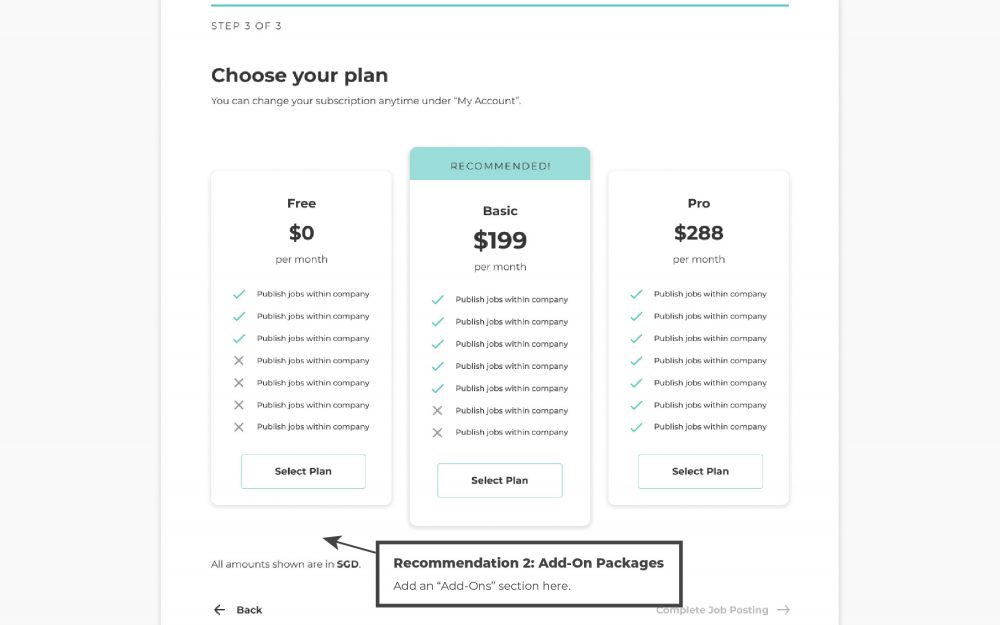 STEP 3 OF 3
Choose your plan
You can change your subscription anytime under “My Account”.
Free
$0
per month
Publish jobs within company
Publish jobs within company
Publish jobs within company
Publish jobs within company
Publish jobs within company
Publish jobs within company
Publish jobs within company
Select Plan
RECOMMENDED!
Basic
$199
per month
Publish jobs within company
Publish jobs within company
Publish jobs within company
Publish jobs within company
Publish jobs within company
Publish jobs within company
Publish jobs within company
Select Plan
Pro
$288
per month
Publish jobs within company
Publish jobs within company
Publish jobs within company
Publish jobs within company
Publish jobs within company
Publish jobs within company
Publish jobs within company
Select Plan
All amounts shown are in SGD.
Recommendation 2: Add-On Packages
Add an “Add-Ons” section here.
Back
Complete Job Posting